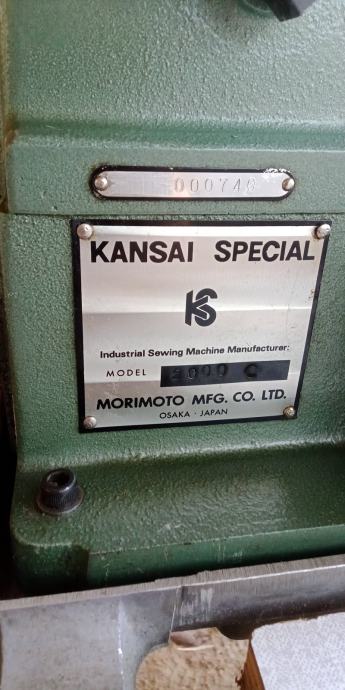 000746
KANSAI SPECIAL
KS
Industrial Sewing Machine Manufacturer:
MODEL
MORIMOTO MFG. CO. LTD.
OSAKA · JAPAN